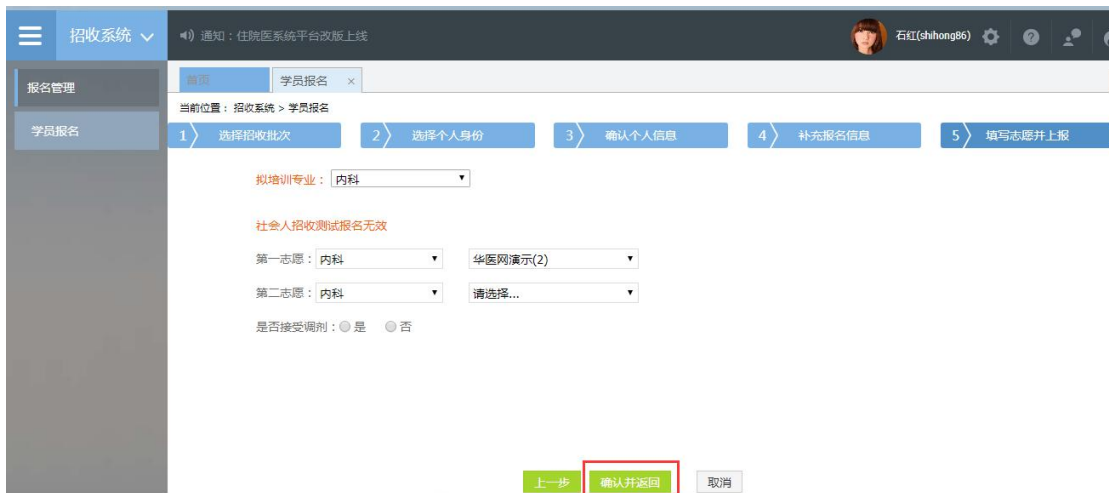 招收系统
通知：住院医系统平台改版上线
石红(shihong86)
报名管理
学员报名
首页
学员报名 ×
当前位置： 招收系统 > 学员报名
1 选择招收批次
2 选择个人身份
3 确认个人信息
4 补充报名信息
5 填写志愿并上报
拟培训专业： 内科
社会人招收测试报名无效
第一志愿： 内科 华医网演示(2)
第二志愿： 内科 请选择...
是否接受调剂： 是 否
上一步 确认并返回 取消